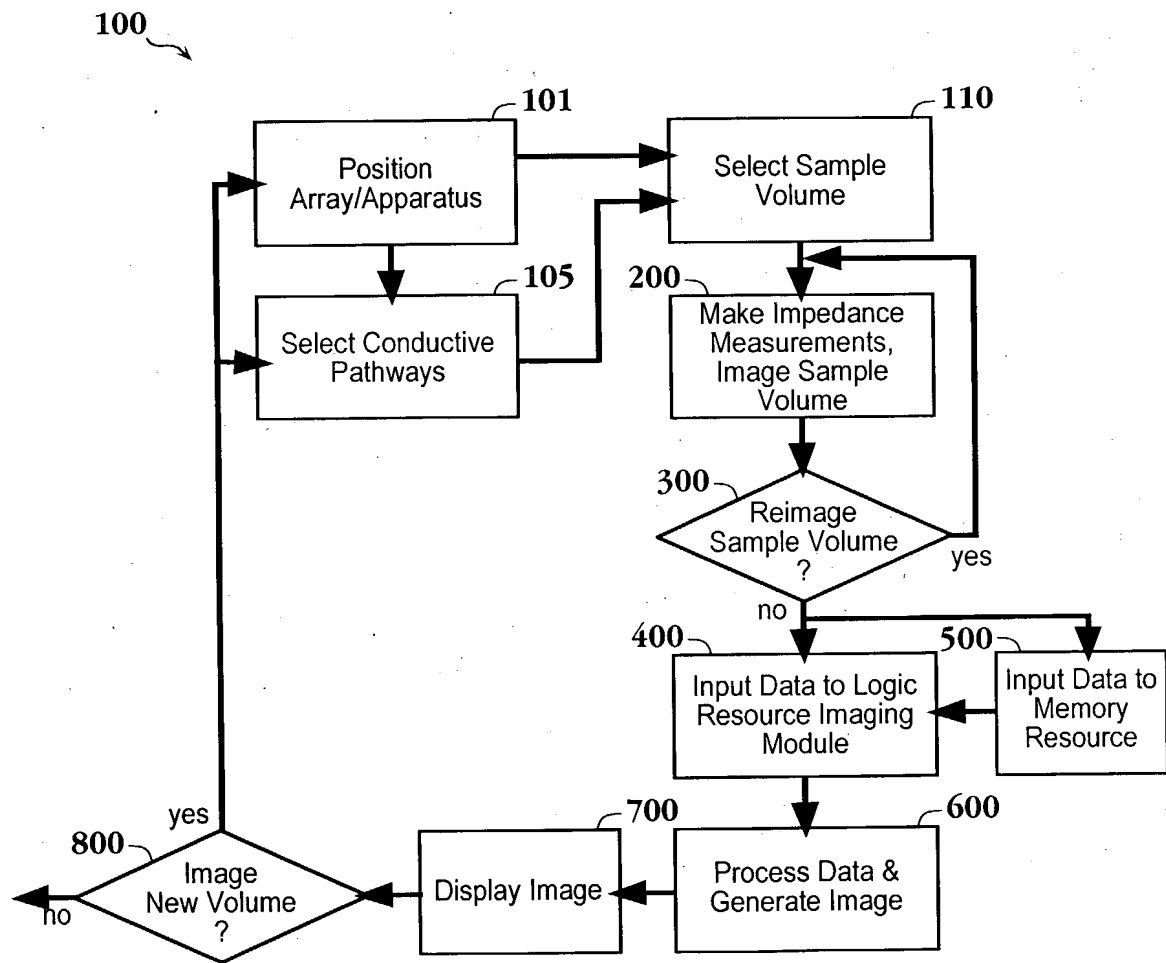 100
101
Position
Array/Apparatus
110
Select Sample
Volume
105
Select Conductive
Pathways
200
Make Impedance
Measurements,
Image Sample
Volume
300
Reimage
Sample Volume
?
yes
no
400
Input Data to Logic
Resource Imaging
Module
500
Input Data to
Memory
Resource
600
Process Data &
Generate Image
700
Display Image
800
Image
New Volume
?
yes
no